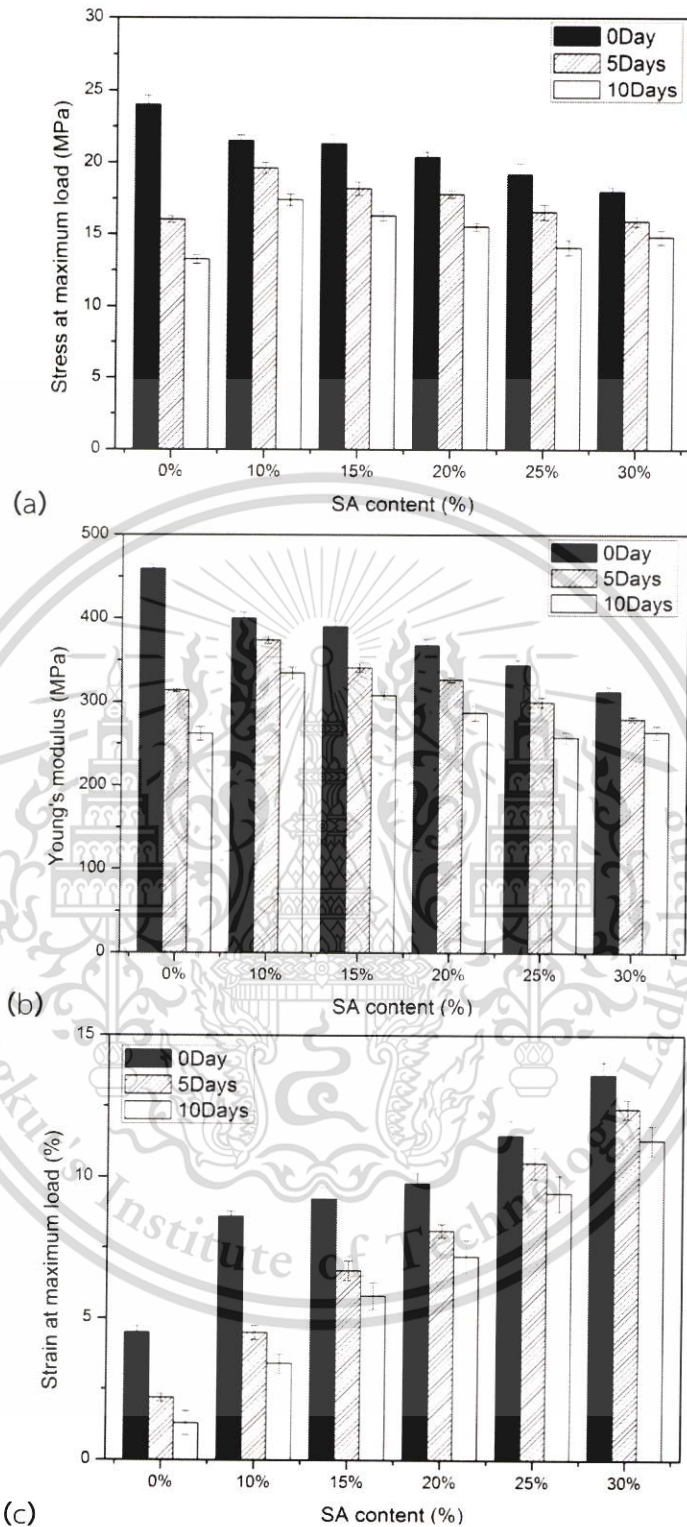 30
25
20
15
10
5
0
Stress at maximum load (MPa)
0Day
5Days
10Days
0% 10% 15% 20% 25% 30%
SA content (%)
(a)
500
400
300
200
100
0
Young's modulus (MPa)
0Day
5Days
10Days
0% 10% 15% 20% 25% 30%
SA content (%)
(b)
15
10
5
0
Strain at maximum load (%)
0Day
5Days
10Days
0% 10% 15% 20% 25% 30%
SA content (%)
(c)
Institute of Technology Ladkr